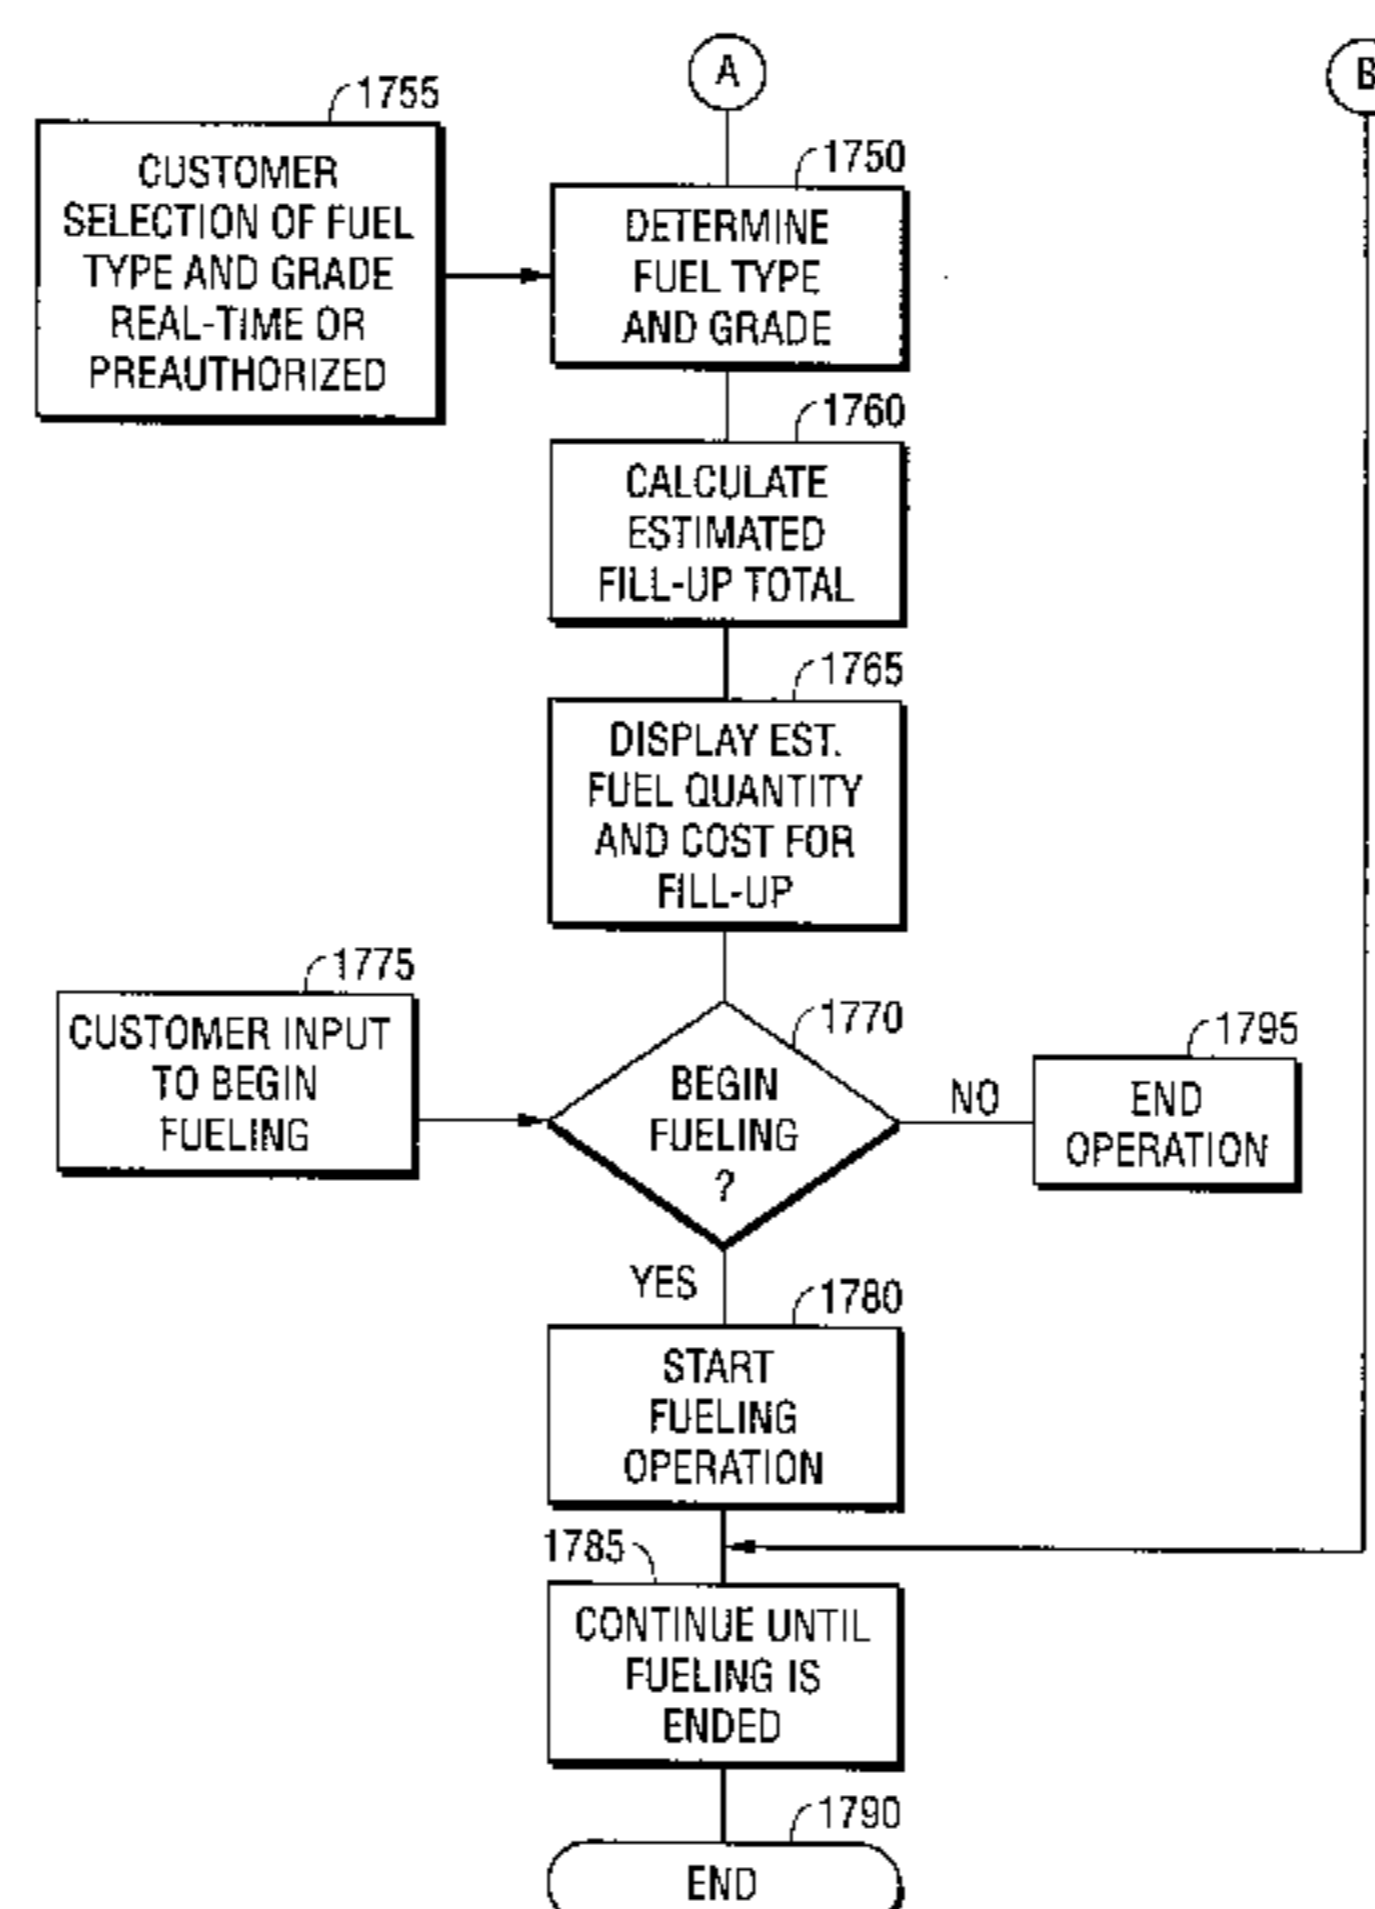 A
B
1755
CUSTOMER
SELECTION OF FUEL
TYPE AND GRADE
REAL-TIME OR
PREAUTHORIZED
1750
DETERMINE
FUEL TYPE
AND GRADE
1760
CALCULATE
ESTIMATED
FILL-UP TOTAL
1765
DISPLAY EST.
FUEL QUANTITY
AND COST FOR
FILL-UP
1775
CUSTOMER INPUT
TO BEGIN
FUELING
1770
BEGIN
FUELING
?
NO
1795
END
OPERATION
YES
1780
START
FUELING
OPERATION
1785
CONTINUE UNTIL
FUELING IS
ENDED
1790
END